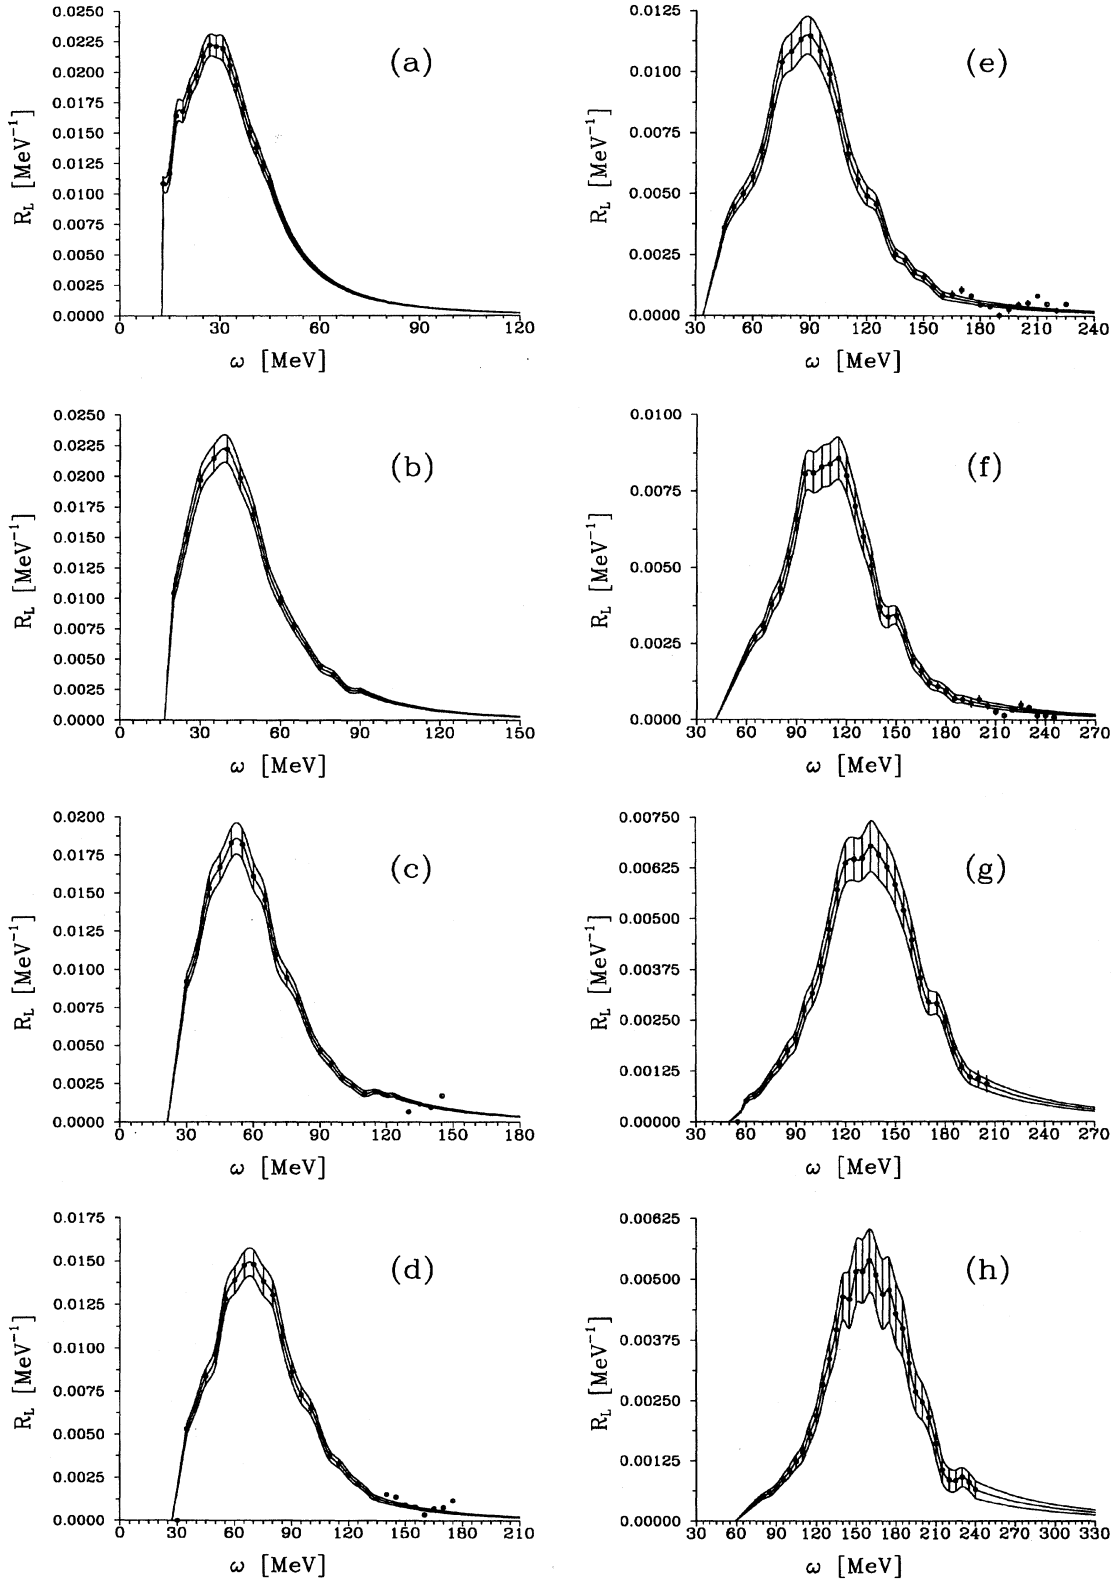 (a)
R_L [MeV⁻¹]
0.0250
0.0225
0.0200
0.0175
0.0150
0.0125
0.0100
0.0075
0.0050
0.0025
0.0000
0 30 60 90 120
ω [MeV]
(e)
R_L [MeV⁻¹]
0.0125
0.0100
0.0075
0.0050
0.0025
0.0000
30 60 90 120 150 180 210 240
ω [MeV]
(b)
R_L [MeV⁻¹]
0.0250
0.0225
0.0200
0.0175
0.0150
0.0125
0.0100
0.0075
0.0050
0.0025
0.0000
0 30 60 90 120 150
ω [MeV]
(f)
R_L [MeV⁻¹]
0.0100
0.0075
0.0050
0.0025
0.0000
30 60 90 120 150 180 210 240 270
ω [MeV]
(c)
R_L [MeV⁻¹]
0.0200
0.0175
0.0150
0.0125
0.0100
0.0075
0.0050
0.0025
0.0000
0 30 60 90 120 150 180
ω [MeV]
(g)
R_L [MeV⁻¹]
0.00750
0.00625
0.00500
0.00375
0.00250
0.00125
0.00000
30 60 90 120 150 180 210 240 270
ω [MeV]
(d)
R_L [MeV⁻¹]
0.0175
0.0150
0.0125
0.0100
0.0075
0.0050
0.0025
0.0000
0 30 60 90 120 150 180 210
ω [MeV]
(h)
R_L [MeV⁻¹]
0.00625
0.00500
0.00375
0.00250
0.00125
0.00000
30 60 90 120 150 180 210 240 270 300 330
ω [MeV]